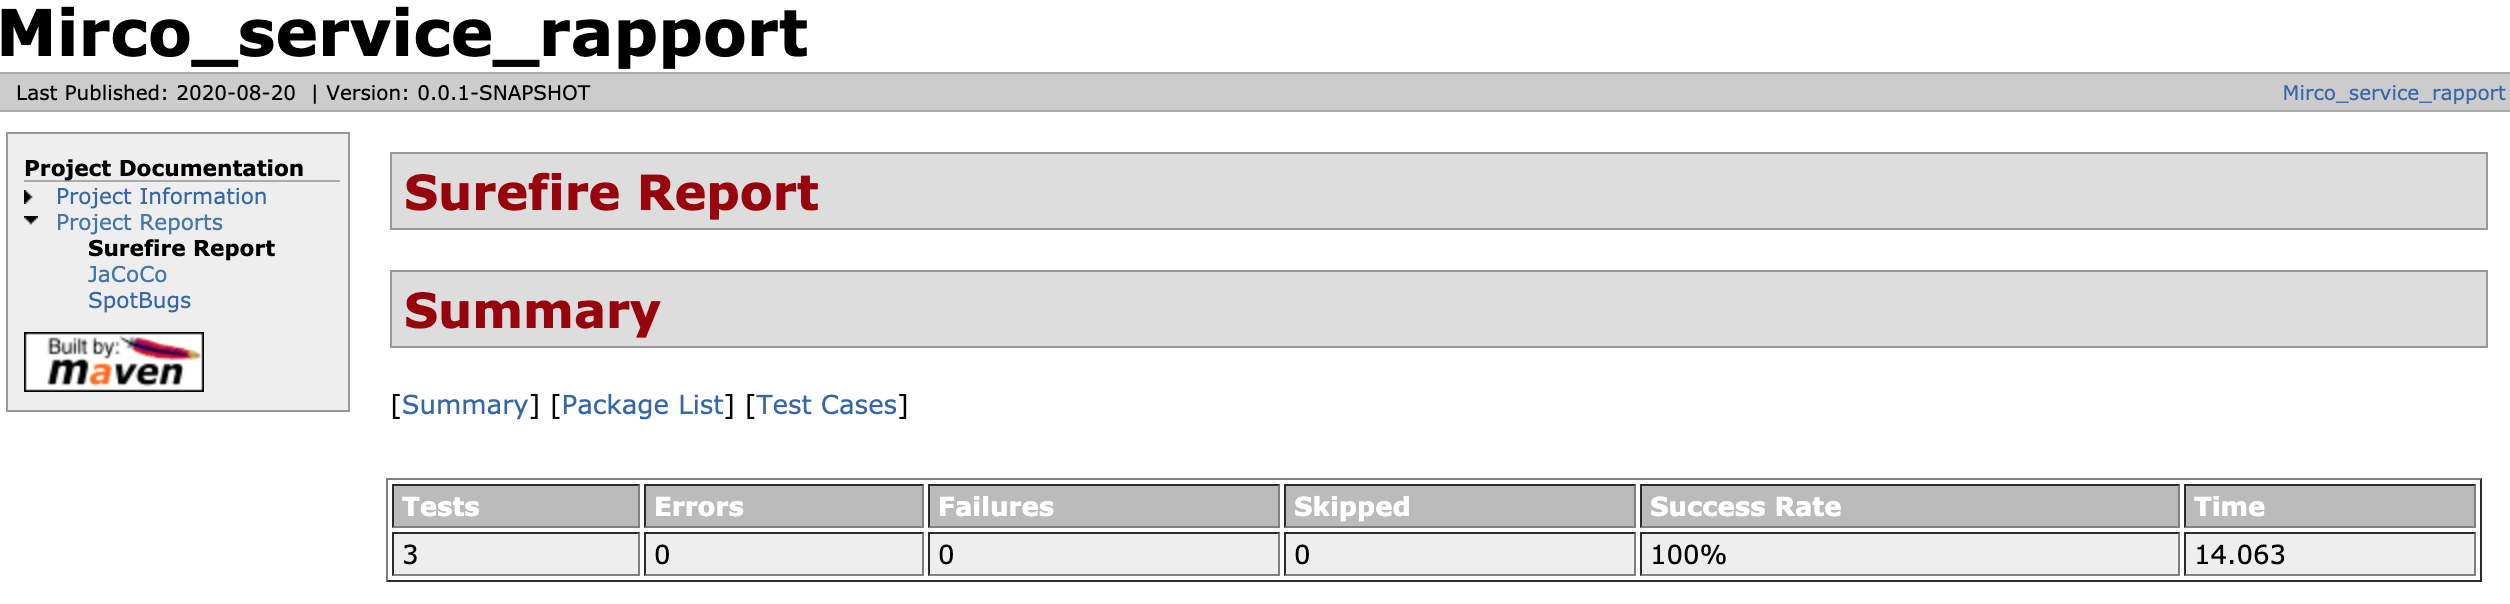 Mirco_service_rapport
Last Published: 2020-08-20 | Version: 0.0.1-SNAPSHOT
Mirco_service_rapport
Project Documentation
Project Information
Project Reports
Surefire Report
JaCoCo
SpotBugs
Built by:
maven
Surefire Report
Summary
[Summary] [Package List] [Test Cases]
Tests Errors Failures Skipped Success Rate Time
3 0 0 0 100% 14.063